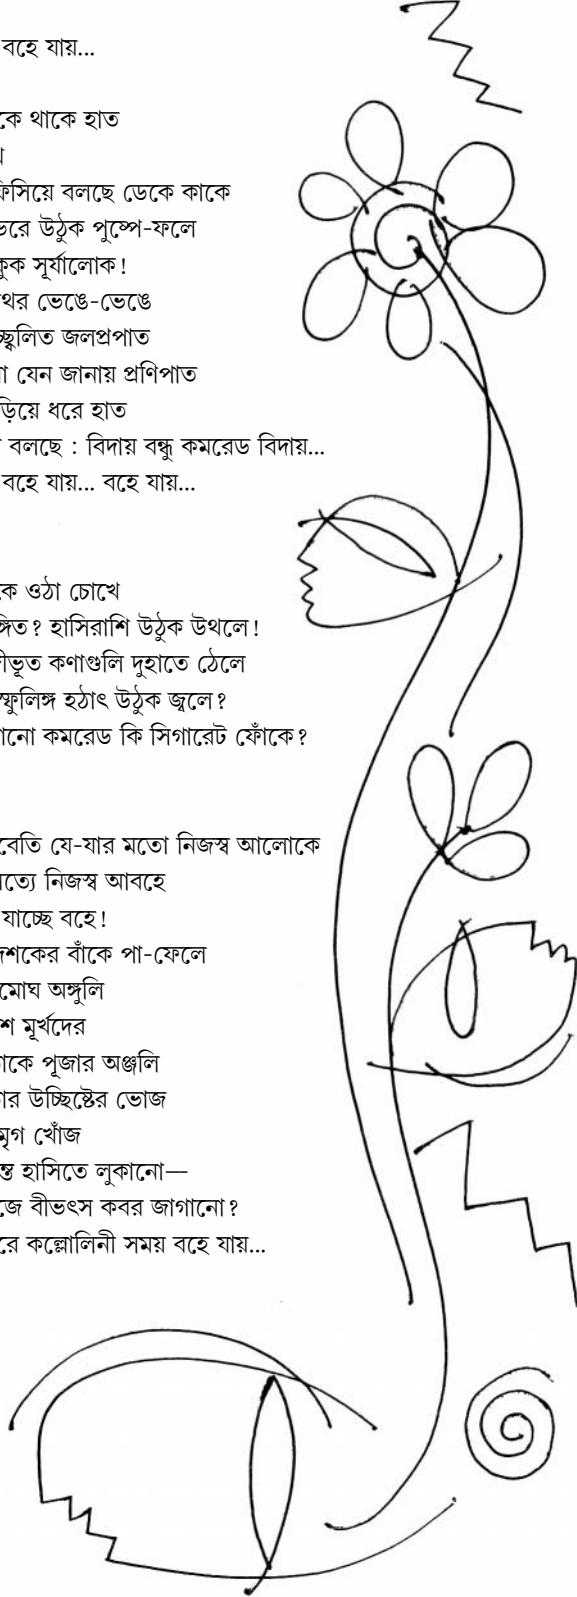 বহে যায়...
কে থাকে হাত
ফিসিয়ে বলছে ডেকে কাকে
ভরে উঠুক পুষ্পে-ফলে
কুক সূর্যালোক!
থর ভেঙে-ভেঙে
চ্ছ্বলিত জলপ্রপাত
া যেন জানায় প্রণিপাত
ড়িয়ে ধরে হাত
বলছে : বিদায় বন্ধু কমরেড বিদায়...
বহে যায়... বহে যায়...
কে ওঠা চোখে
ঙ্গিত? হাসিরাশি উঠুক উথলে!
ীভূত কণাগুলি দুহাতে ঠেলে
স্ফুলিঙ্গ হঠাৎ উঠুক জ্বলে?
ানো কমরেড কি সিগারেট ফোঁকে?
বেতি যে-যার মতো নিজস্ব আলোকে
ত্যে নিজস্ব আবহে
যাচ্ছে বহে!
দশকের বাঁকে পা-ফেলে
মোঘ অঙ্গুলি
শ মূর্খদের
াকে পূজার অঞ্জলি
ার উচ্ছিষ্টের ভোজ
মৃগ খোঁজ
ন্ত হাসিতে লুকানো—
জে বীভৎস কবর জাগানো?
রে কল্লোলিনী সময় বহে যায়...